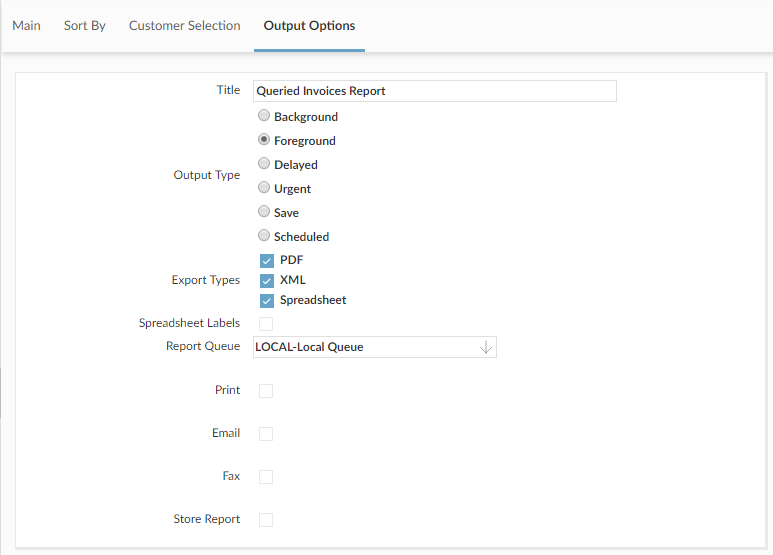 Main Sort By Customer Selection Output Options
Title Queried Invoices Report
Background
Foreground
Delayed
Output Type
Urgent
Save
Scheduled
PDF
Export Types XML
Spreadsheet
Spreadsheet Labels
Report Queue LOCAL-Local Queue
Print
Email
Fax
Store Report